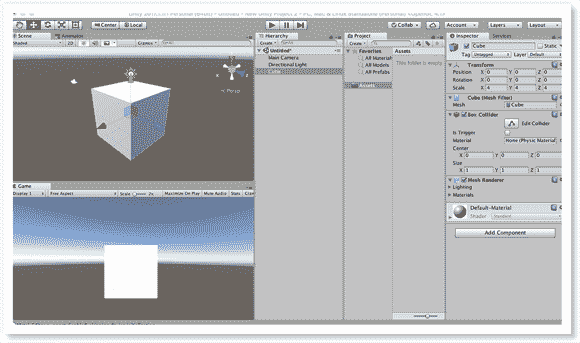 Center
Local
Collab
Account
Layers
Layout
Scene
Animator
Shaded
2D
Gizmos
Persp
Game
Display 1
Free Aspect
Scale
2x
Maximize On Play
Mute Audio
Stats
Hierarchy
Create
Untitled*
Main Camera
Directional Light
Cube
Project
Create
Favorites
All Materials
All Models
All Prefabs
Assets
Assets
This folder is empty
Inspector
Services
Cube
Static
Tag
Untagged
Layer
Default
Transform
Position
X 0
Y 0
Z 0
Rotation
X 0
Y 0
Z 0
Scale
X 4
Y 4
Z 4
Cube (Mesh Filter)
Mesh
Cube
Box Collider
Edit Collider
Is Trigger
Material
None (Physic Material
Center
X 0
Y 0
Z 0
Size
X 1
Y 1
Z 1
Mesh Renderer
Lighting
Materials
Default-Material
Shader
Standard
Add Component